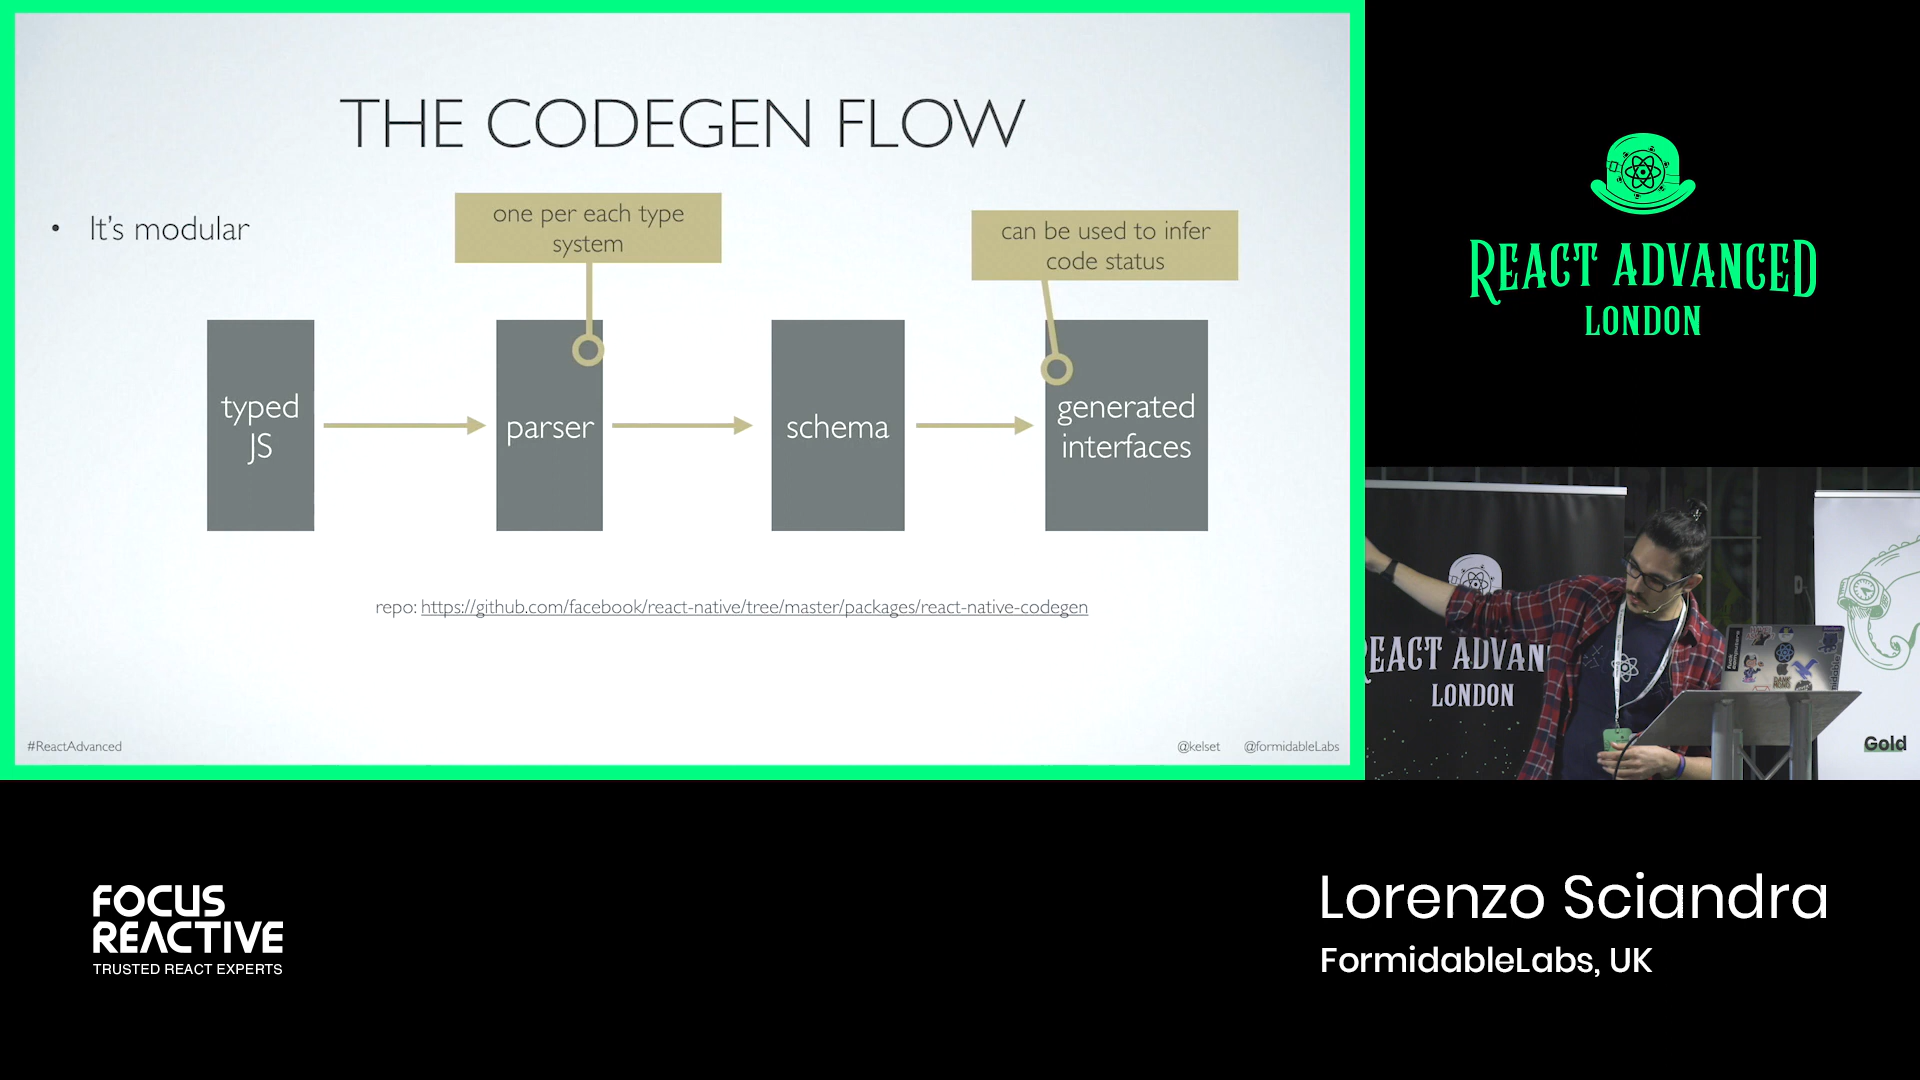 THE CODEGEN FLOW
• It's modular
one per each type
system
can be used to infer
code status
typed
JS
parser
schema
generated
interfaces
repo: https://github.com/facebook/react-native/tree/master/packages/react-native-codegen
#ReactAdvanced
@kelset
@formidableLabs
REACT ADVANCED
LONDON
REACT ADVAN
LONDON
Gold
FOCUS
REACTIVE
TRUSTED REACT EXPERTS
Lorenzo Sciandra
FormidableLabs, UK